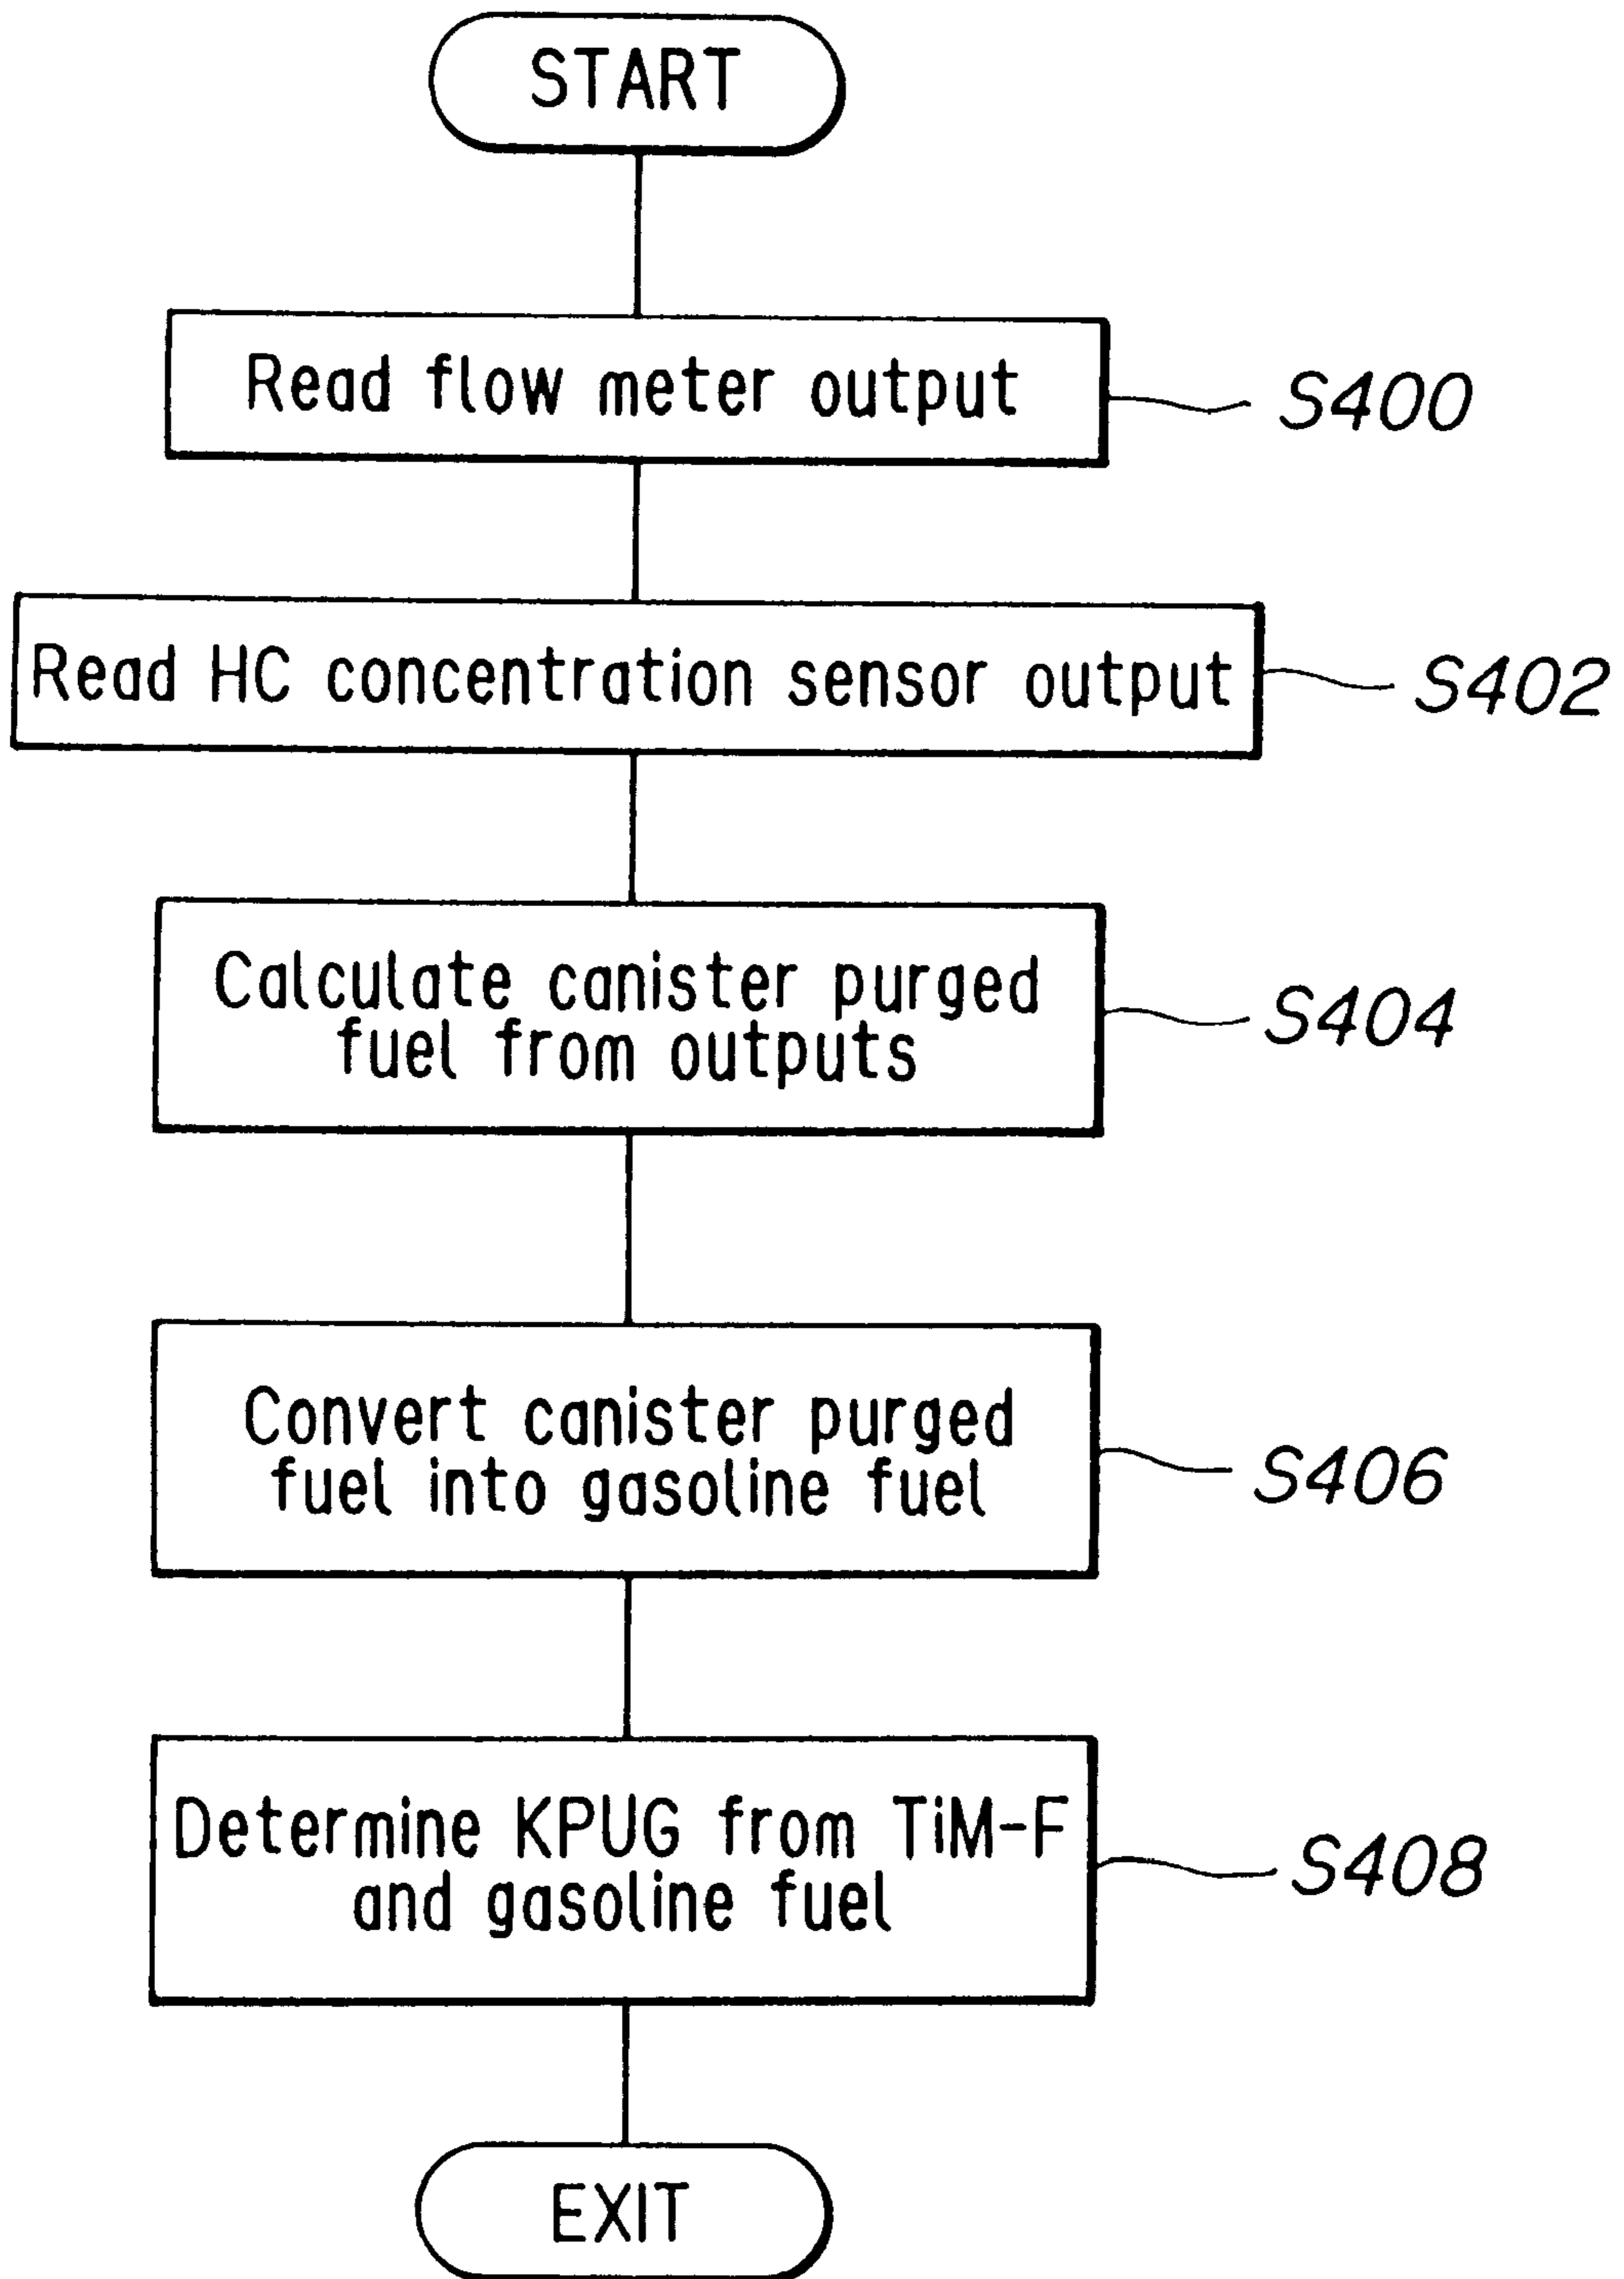 START
Read flow meter output
S400
Read HC concentration sensor output
S402
Calculate canister purged
fuel from outputs
S404
Convert canister purged
fuel into gasoline fuel
S406
Determine KPUG from TiM-F
and gasoline fuel
S408
EXIT